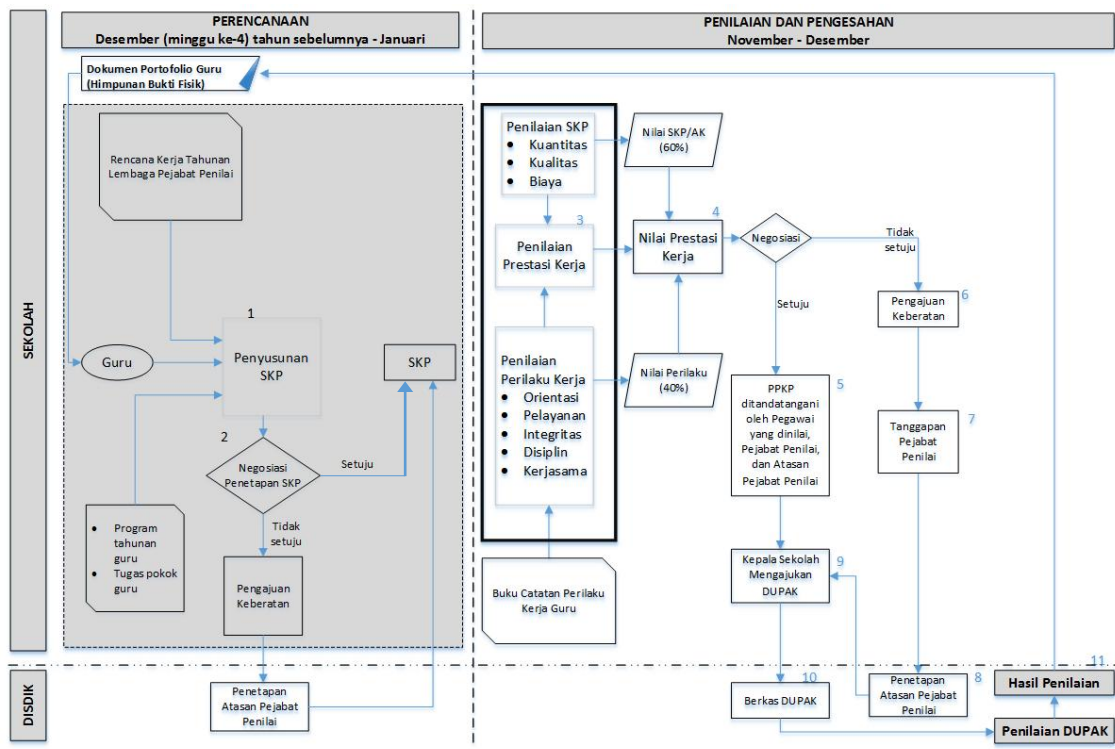 PERENCANAAN
Desember (minggu ke-4) tahun sebelumnya - Januari
PENILAIAN DAN PENGESAHAN
November - Desember
SEKOLAH
Dokumen Portofolio Guru
(Himpunan Bukti Fisik)
Rencana Kerja Tahunan
Lembaga Pejabat Penilai
1
Guru
Penyusunan
SKP
SKP
2
Negosiasi
Penetapan SKP
Setuju
Tidak
setuju
• Program
tahunan
guru
• Tugas pokok
guru
Pengajuan
Keberatan
Penilaian SKP
• Kuantitas
• Kualitas
• Biaya
Nilai SKP/AK
(60%)
3
Penilaian
Prestasi Kerja
4
Nilai Prestasi
Kerja
Negosiasi
Tidak
setuju
Setuju
6
Pengajuan
Keberatan
Penilaian
Perilaku Kerja
• Orientasi
• Pelayanan
• Integritas
• Disiplin
• Kerjasama
Nilai Perilaku
(40%)
5
PPKP
ditandatangani
oleh Pegawai
yang dinilai,
Pejabat Penilai,
dan Atasan
Pejabat Penilai
7
Tanggapan
Pejabat
Penilai
Buku Catatan Perilaku
Kerja Guru
9
Kepala Sekolah
Mengajukan
DUPAK
DISDIK
Penetapan
Atasan Pejabat
Penilai
10
Berkas DUPAK
8
Penetapan
Atasan Pejabat
Penilai
11
Hasil Penilaian
Penilaian DUPAK